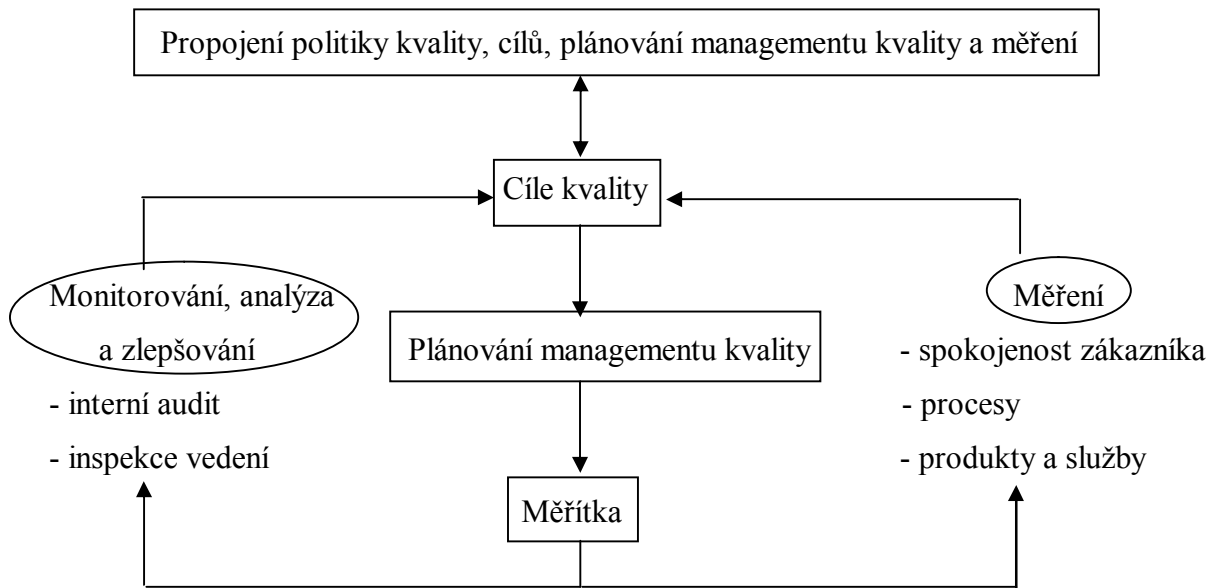 Propojení politiky kvality, cílů, plánování managementu kvality a měření
Cíle kvality
Monitorování, analýza
a zlepšování
- interní audit
- inspekce vedení
Plánování managementu kvality
Měřítka
Měření
- spokojenost zákazníka
- procesy
- produkty a služby